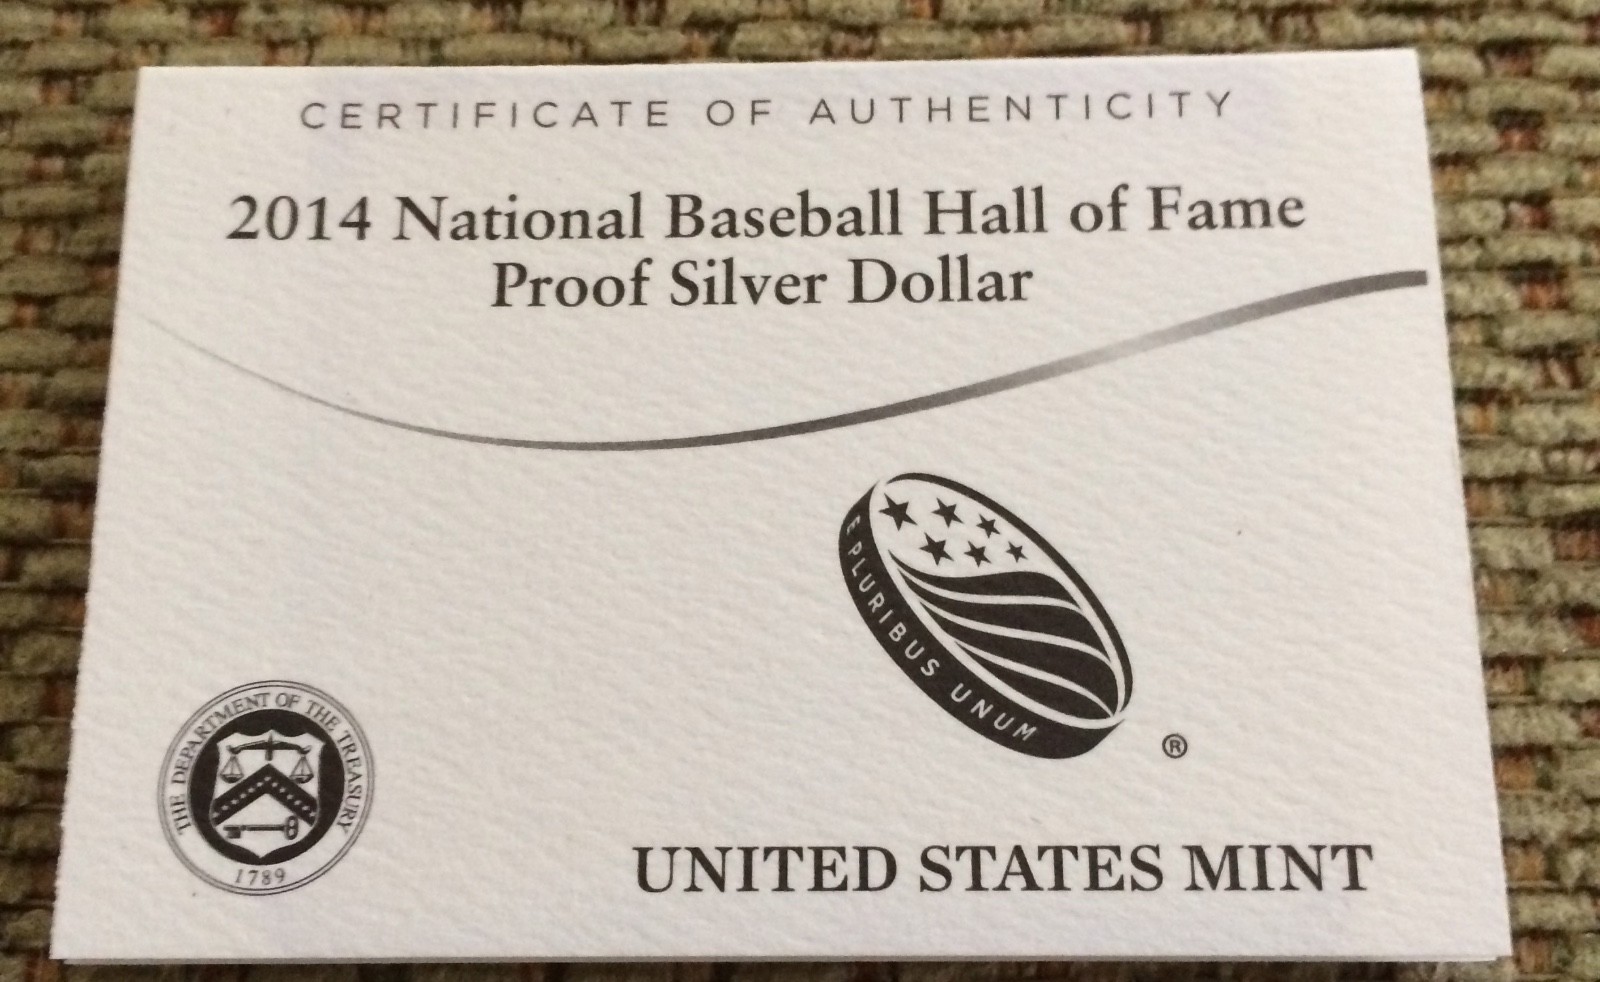 CERTIFICATE OF AUTHENTICITY
2014 National Baseball Hall of Fame
Proof Silver Dollar
E PLURIBUS UNUM
®
THE DEPARTMENT OF THE TREASURY
1789
UNITED STATES MINT